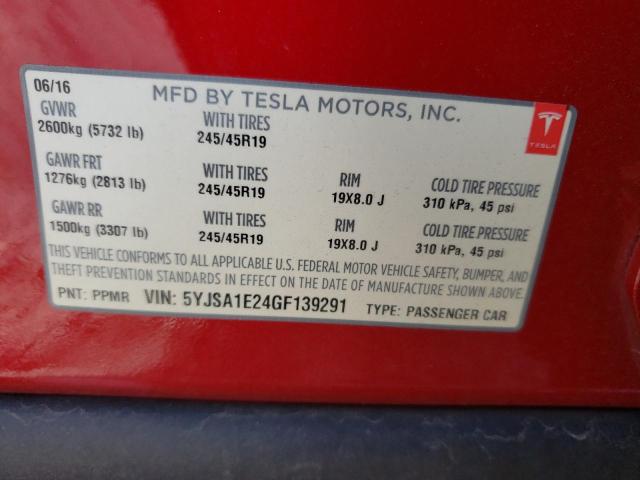 06/16
MFD BY TESLA MOTORS, INC.
GVWR
2600kg (5732 lb)
WITH TIRES
245/45R19
TESLA
GAWR FRT
1276kg (2813 lb)
WITH TIRES
245/45R19
RIM
19X8.0 J
COLD TIRE PRESSURE
310 kPa, 45 psi
GAWR RR
1500kg (3307 lb)
WITH TIRES
245/45R19
RIM
19X8.0 J
COLD TIRE PRESSURE
310 kPa, 45 psi
THIS VEHICLE CONFORMS TO ALL APPLICABLE U.S. FEDERAL MOTOR VEHICLE SAFETY, BUMPER, AND
THEFT PREVENTION STANDARDS IN EFFECT ON THE DATE OF MANUFACTURE SHOWN ABOVE.
PNT: PPMR VIN: 5YJSA1E24GF139291 TYPE: PASSENGER CAR